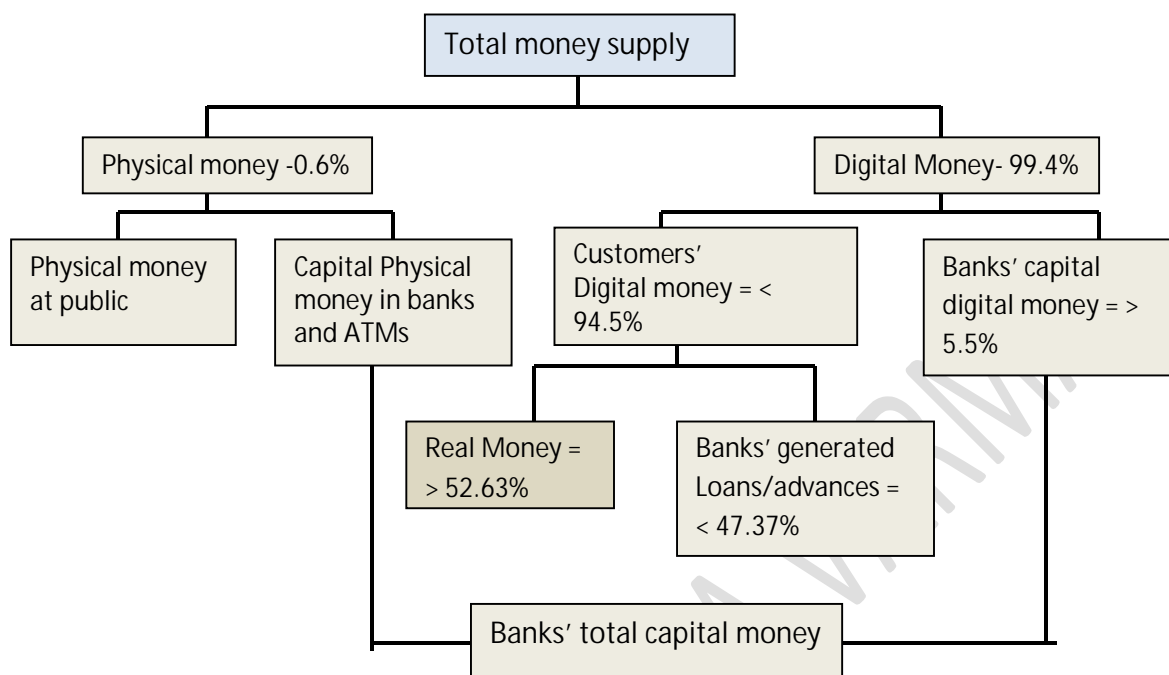 Total money supply
Physical money -0.6%
Digital Money- 99.4%
Physical money
at public
Capital Physical
money in banks
and ATMs
Customers’
Digital money = <
94.5%
Banks’ capital
digital money = >
5.5%
Real Money =
> 52.63%
Banks’ generated
Loans/advances =
< 47.37%
Banks’ total capital money